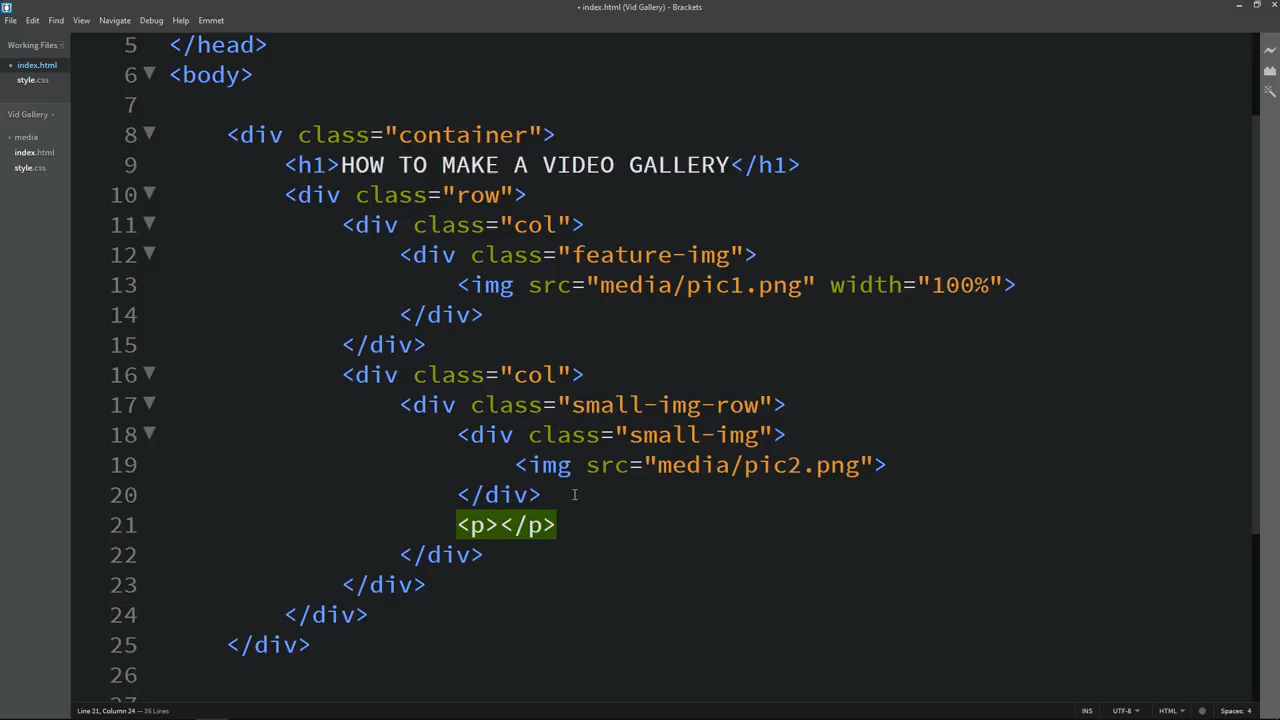 • index.html (Vid Gallery) - Brackets
File Edit Find View Navigate Debug Help Emmet
Working Files
• index.html
style.css
Vid Gallery
media
index.html
style.css
5 </head>
6 <body>
7
8 <div class="container">
9 <h1>HOW TO MAKE A VIDEO GALLERY</h1>
10 <div class="row">
11 <div class="col">
12 <div class="feature-img">
13 <img src="media/pic1.png" width="100%">
14 </div>
15 </div>
16 <div class="col">
17 <div class="small-img-row">
18 <div class="small-img">
19 <img src="media/pic2.png">
20 </div>
21 <p></p>
22 </div>
23 </div>
24 </div>
25 </div>
26
Line 21, Column 24 — 35 Lines
INS UTF-8 HTML Spaces: 4